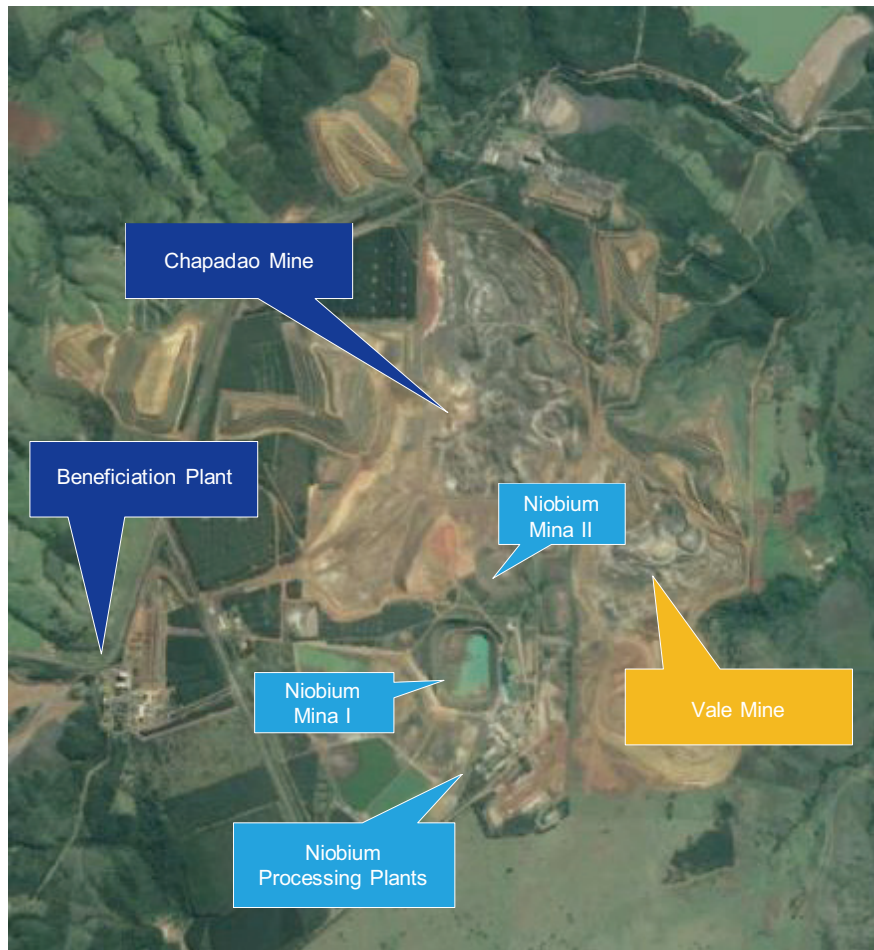 Chapadao Mine
Beneficiation Plant
Niobium
Mina II
Niobium
Mina I
Vale Mine
Niobium
Processing Plants